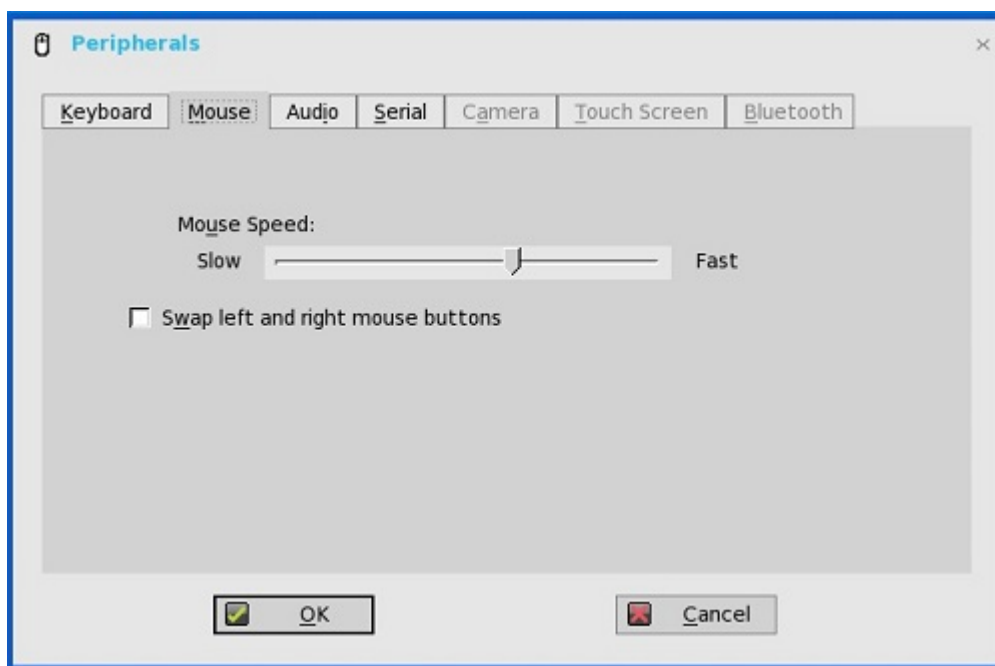 Peripherals
Keyboard Mouse Audio Serial Camera Touch Screen Bluetooth
Mouse Speed:
Slow Fast
Swap left and right mouse buttons
OK Cancel